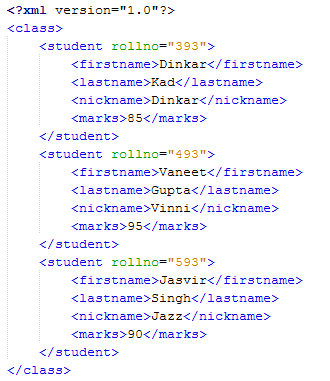 <?xml version="1.0"?>
<class>
    <student rollno="393">
        <firstname>Dinkar</firstname>
        <lastname>Kad</lastname>
        <nickname>Dinkar</nickname>
        <marks>85</marks>
    </student>
    <student rollno="493">
        <firstname>Vaneet</firstname>
        <lastname>Gupta</lastname>
        <nickname>Vinni</nickname>
        <marks>95</marks>
    </student>
    <student rollno="593">
        <firstname>Jasvir</firstname>
        <lastname>Singh</lastname>
        <nickname>Jazz</nickname>
        <marks>90</marks>
    </student>
</class>